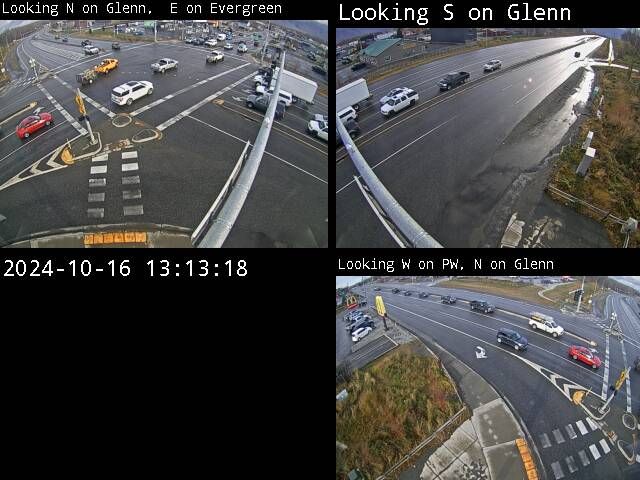 Looking N on Glenn,  E on Evergreen
Looking S on Glenn
2024-10-16 13:13:18
Looking W on PW, N on Glenn